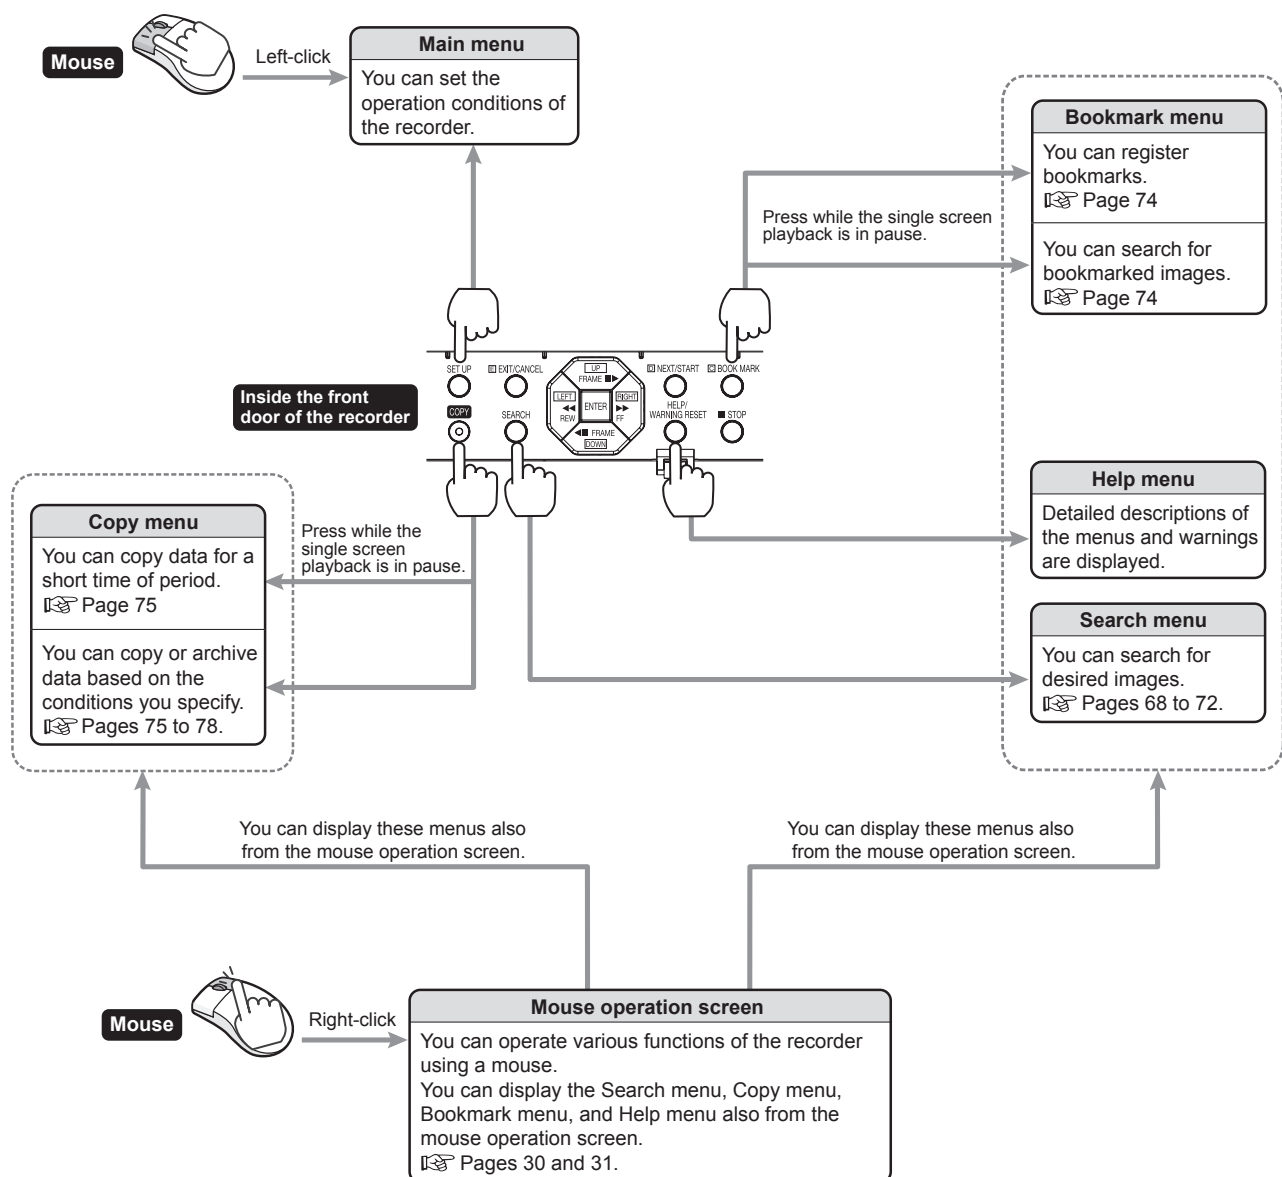 Mouse
Left-click
Main menu
You can set the
operation conditions of
the recorder.
Bookmark menu
You can register
bookmarks.
Page 74
You can search for
bookmarked images.
Page 74
Press while the single screen
playback is in pause.
SET UP
EXIT/CANCEL
UP
FRAME
LEFT
REW
ENTER
RIGHT
FF
FRAME
DOWN
NEXT/START
BOOK MARK
COPY
SEARCH
HELP/
WARNING RESET
STOP
Inside the front
door of the recorder
Help menu
Detailed descriptions of
the menus and warnings
are displayed.
Copy menu
You can copy data for a
short time of period.
Page 75
You can copy or archive
data based on the
conditions you specify.
Pages 75 to 78.
Press while the
single screen
playback is in pause.
Search menu
You can search for
desired images.
Pages 68 to 72.
You can display these menus also
from the mouse operation screen.
You can display these menus also
from the mouse operation screen.
Mouse
Right-click
Mouse operation screen
You can operate various functions of the recorder
using a mouse.
You can display the Search menu, Copy menu,
Bookmark menu, and Help menu also from the
mouse operation screen.
Pages 30 and 31.